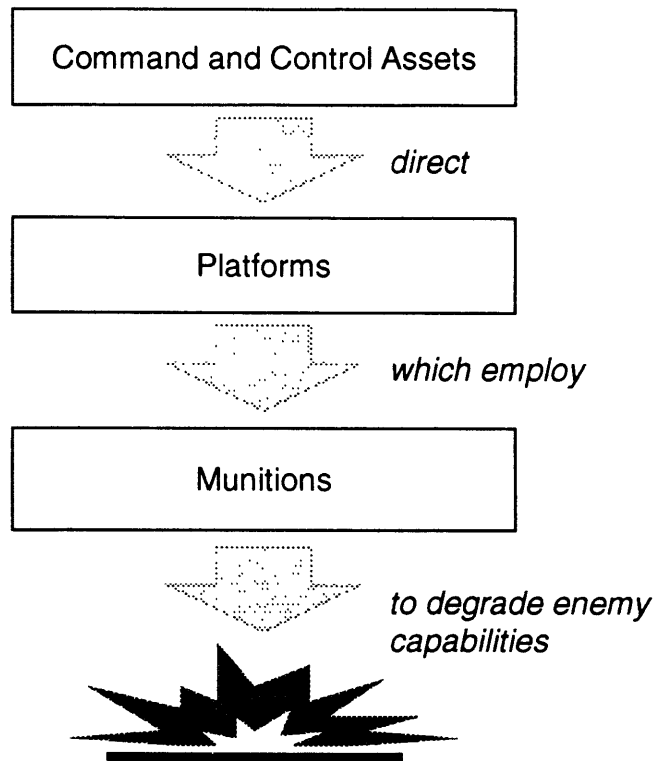 Command and Control Assets
direct
Platforms
which employ
Munitions
to degrade enemy
capabilities